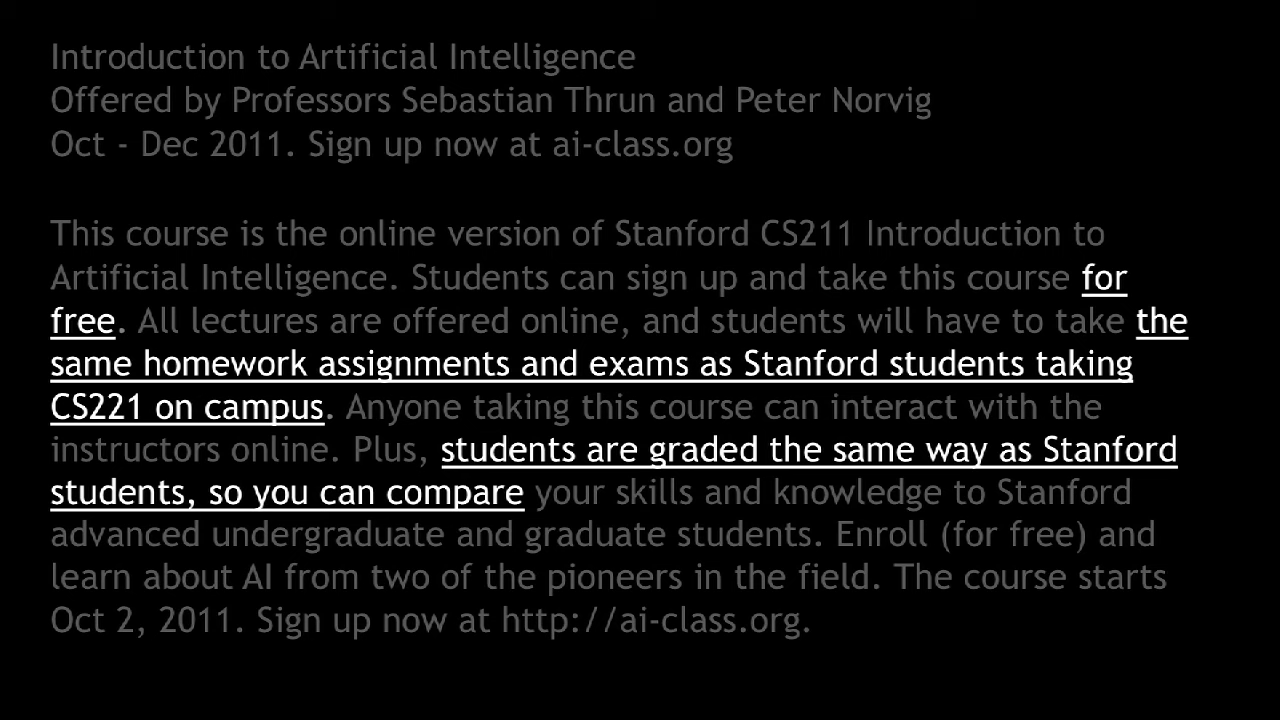 Introduction to Artificial Intelligence
Offered by Professors Sebastian Thrun and Peter Norvig
Oct - Dec 2011. Sign up now at ai-class.org
This course is the online version of Stanford CS211 Introduction to
Artificial Intelligence. Students can sign up and take this course for
free. All lectures are offered online, and students will have to take the
same homework assignments and exams as Stanford students taking
CS221 on campus. Anyone taking this course can interact with the
instructors online. Plus, students are graded the same way as Stanford
students, so you can compare your skills and knowledge to Stanford
advanced undergraduate and graduate students. Enroll (for free) and
learn about AI from two of the pioneers in the field. The course starts
Oct 2, 2011. Sign up now at http://ai-class.org.